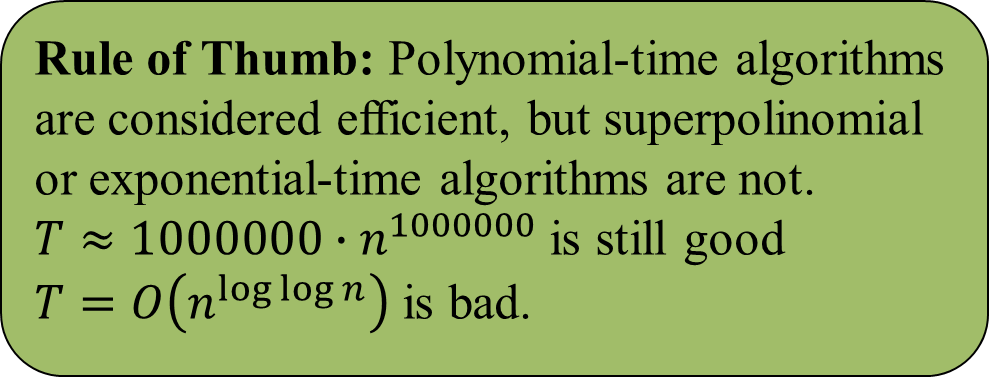 Rule of Thumb: Polynomial-time algorithms
are considered efficient, but superpolinomial
or exponential-time algorithms are not.
T ≈ 1000000 · n^1000000 is still good
T = O(n^log log n) is bad.